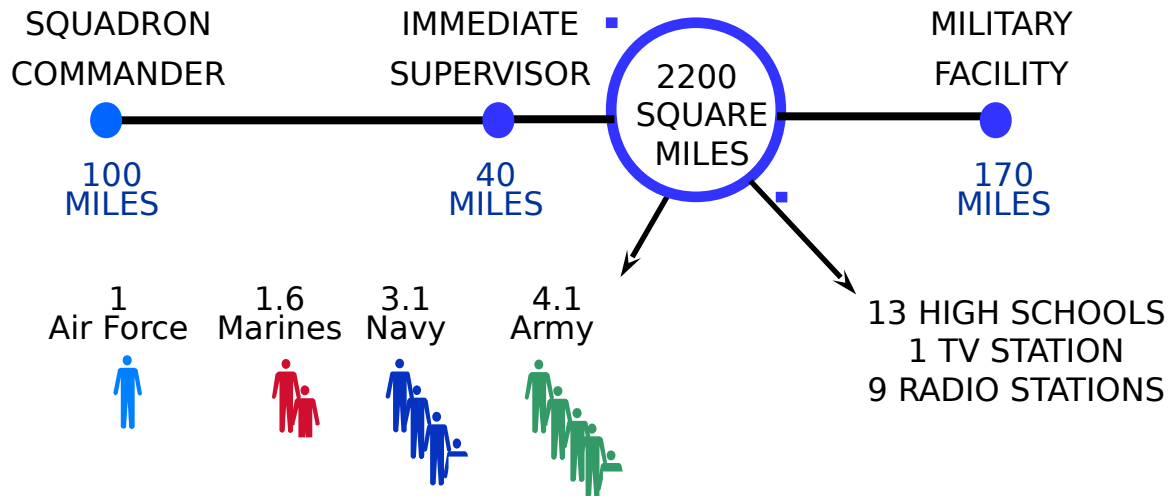 SQUADRON
COMMANDER
100
MILES
IMMEDIATE
SUPERVISOR
40
MILES
2200
SQUARE
MILES
MILITARY
FACILITY
170
MILES
1
Air Force
1.6
Marines
3.1
Navy
4.1
Army
13 HIGH SCHOOLS
1 TV STATION
9 RADIO STATIONS